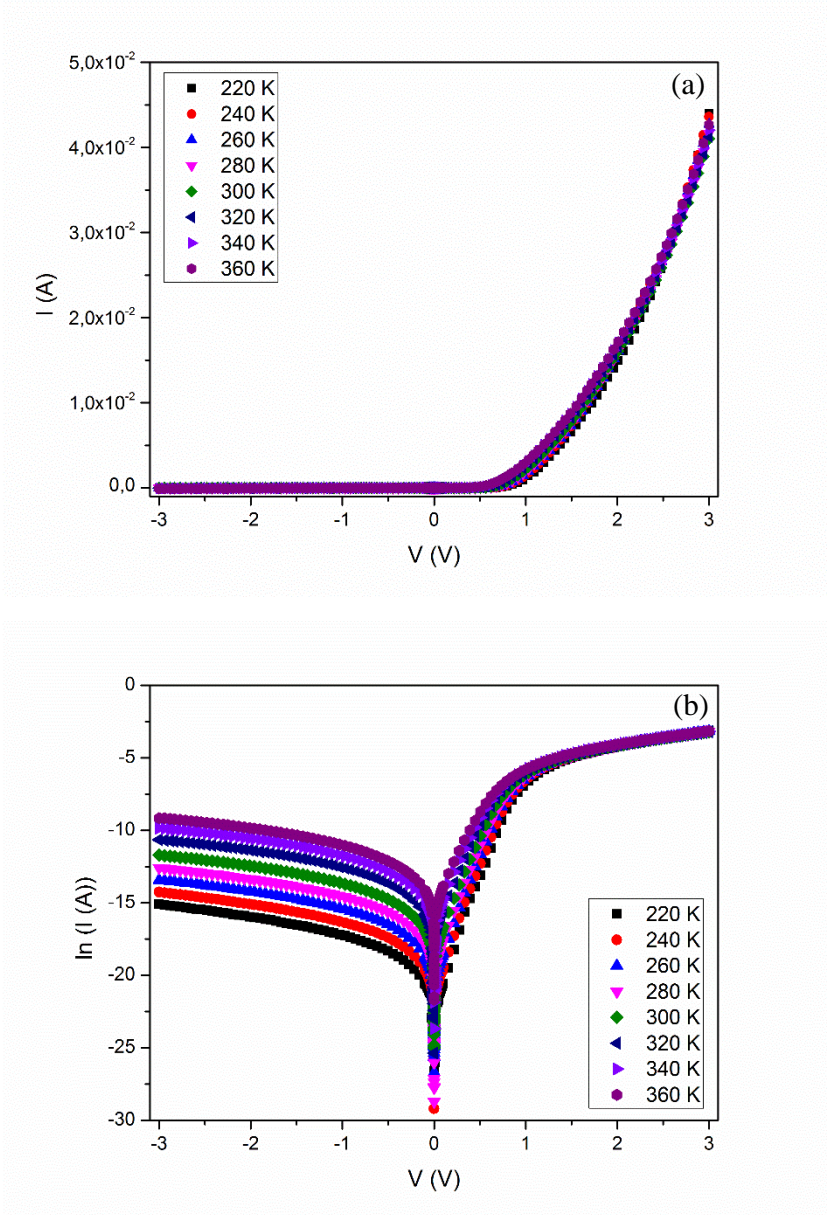 (a)
5,0x10⁻²
4,0x10⁻²
3,0x10⁻²
2,0x10⁻²
1,0x10⁻²
0,0
I (A)
220 K
240 K
260 K
280 K
300 K
320 K
340 K
360 K
-3 -2 -1 0 1 2 3
V (V)
(b)
0
-5
-10
-15
-20
-25
-30
ln (I (A))
220 K
240 K
260 K
280 K
300 K
320 K
340 K
360 K
-3 -2 -1 0 1 2 3
V (V)